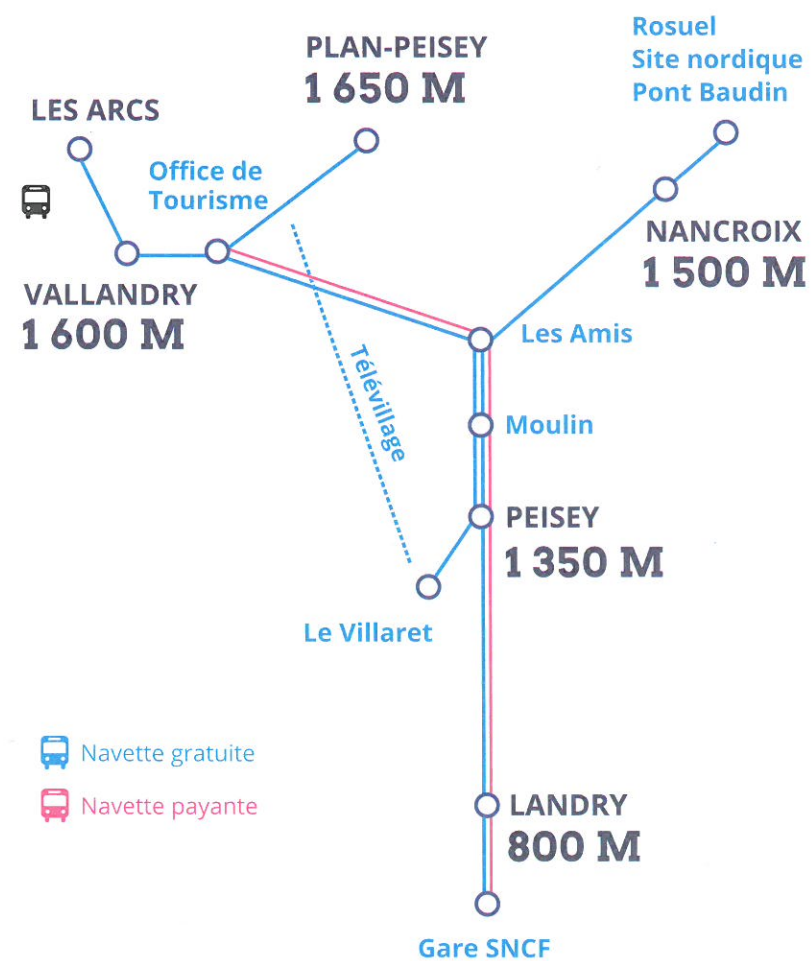 Rosuel
Site nordique
Pont Baudin
PLAN-PEISEY
1 650 M
LES ARCS
Office de
Tourisme
NANCROIX
1 500 M
VALLANDRY
1 600 M
Les Amis
Télévillage
Moulin
PEISEY
1 350 M
Le Villaret
Navette gratuite
Navette payante
LANDRY
800 M
Gare SNCF